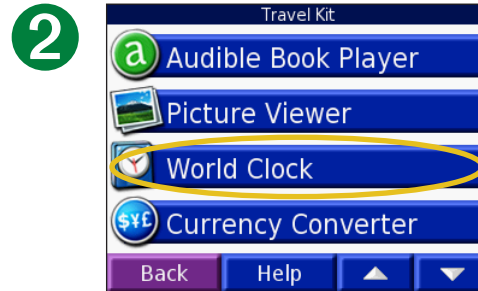 2
Travel Kit
a Audible Book Player
Picture Viewer
World Clock
$¥£ Currency Converter
Back Help